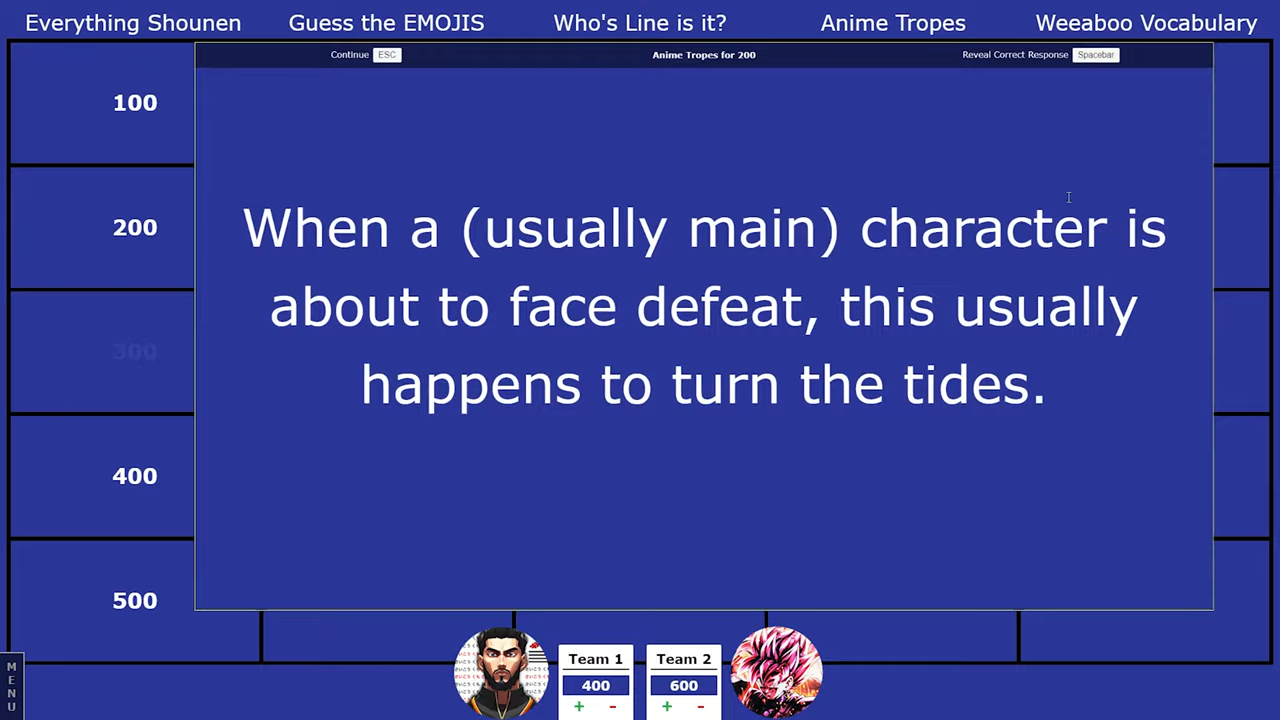 Everything Shounen Guess the EMOJIS Who's Line is it? Anime Tropes Weeaboo Vocabulary
Continue ESC Anime Tropes for 200 Reveal Correct Response Spacebar
100
200
300
400
500
When a (usually main) character is
about to face defeat, this usually
happens to turn the tides.
Team 1 Team 2
400 600
+ - + -
MENU